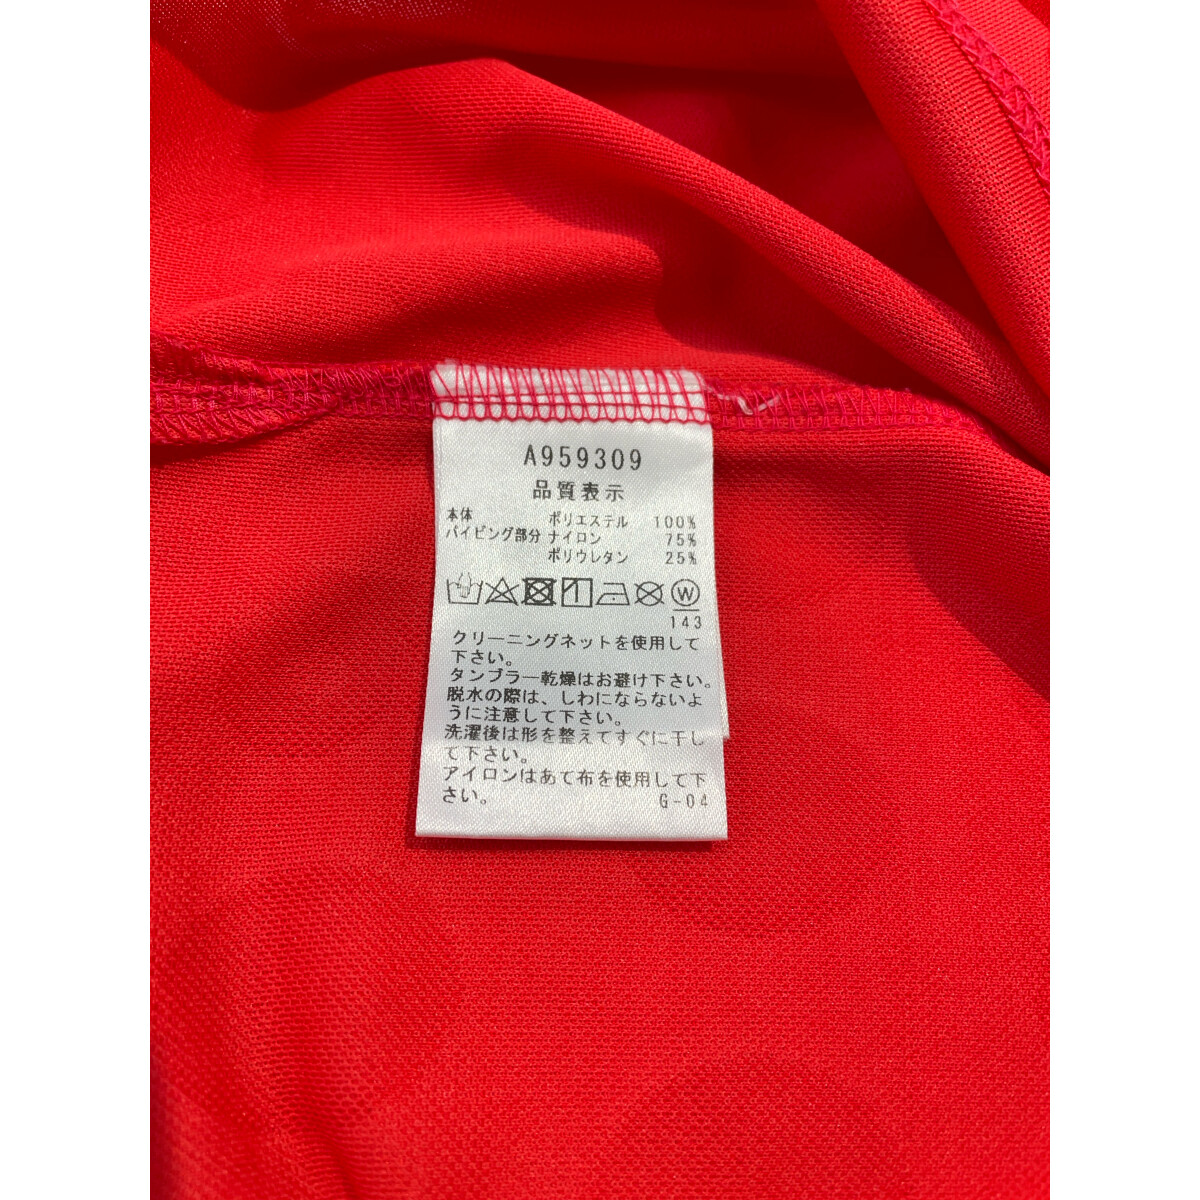 A959309
品質表示
本体 ポリエステル 100%
パイピング部分 ナイロン 75%
ポリウレタン 25%
W
143
クリーニングネットを使用して
下さい。
タンブラー乾燥はお避け下さい。
脱水の際は、しわにならないよ
うに注意して下さい。
洗濯後は形を整えてすぐに干し
て下さい。
アイロンはあて布を使用して下
さい。 G-04